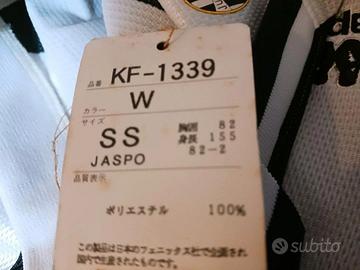 品番 KF-1339
カラー W
サイズ
SS 胸囲 82
身長 155
JASPO 82-2
品質表示
ポリエステル 100%
この製品は日本のフェニックス社で企画され
国内で生産されたものです。
subito